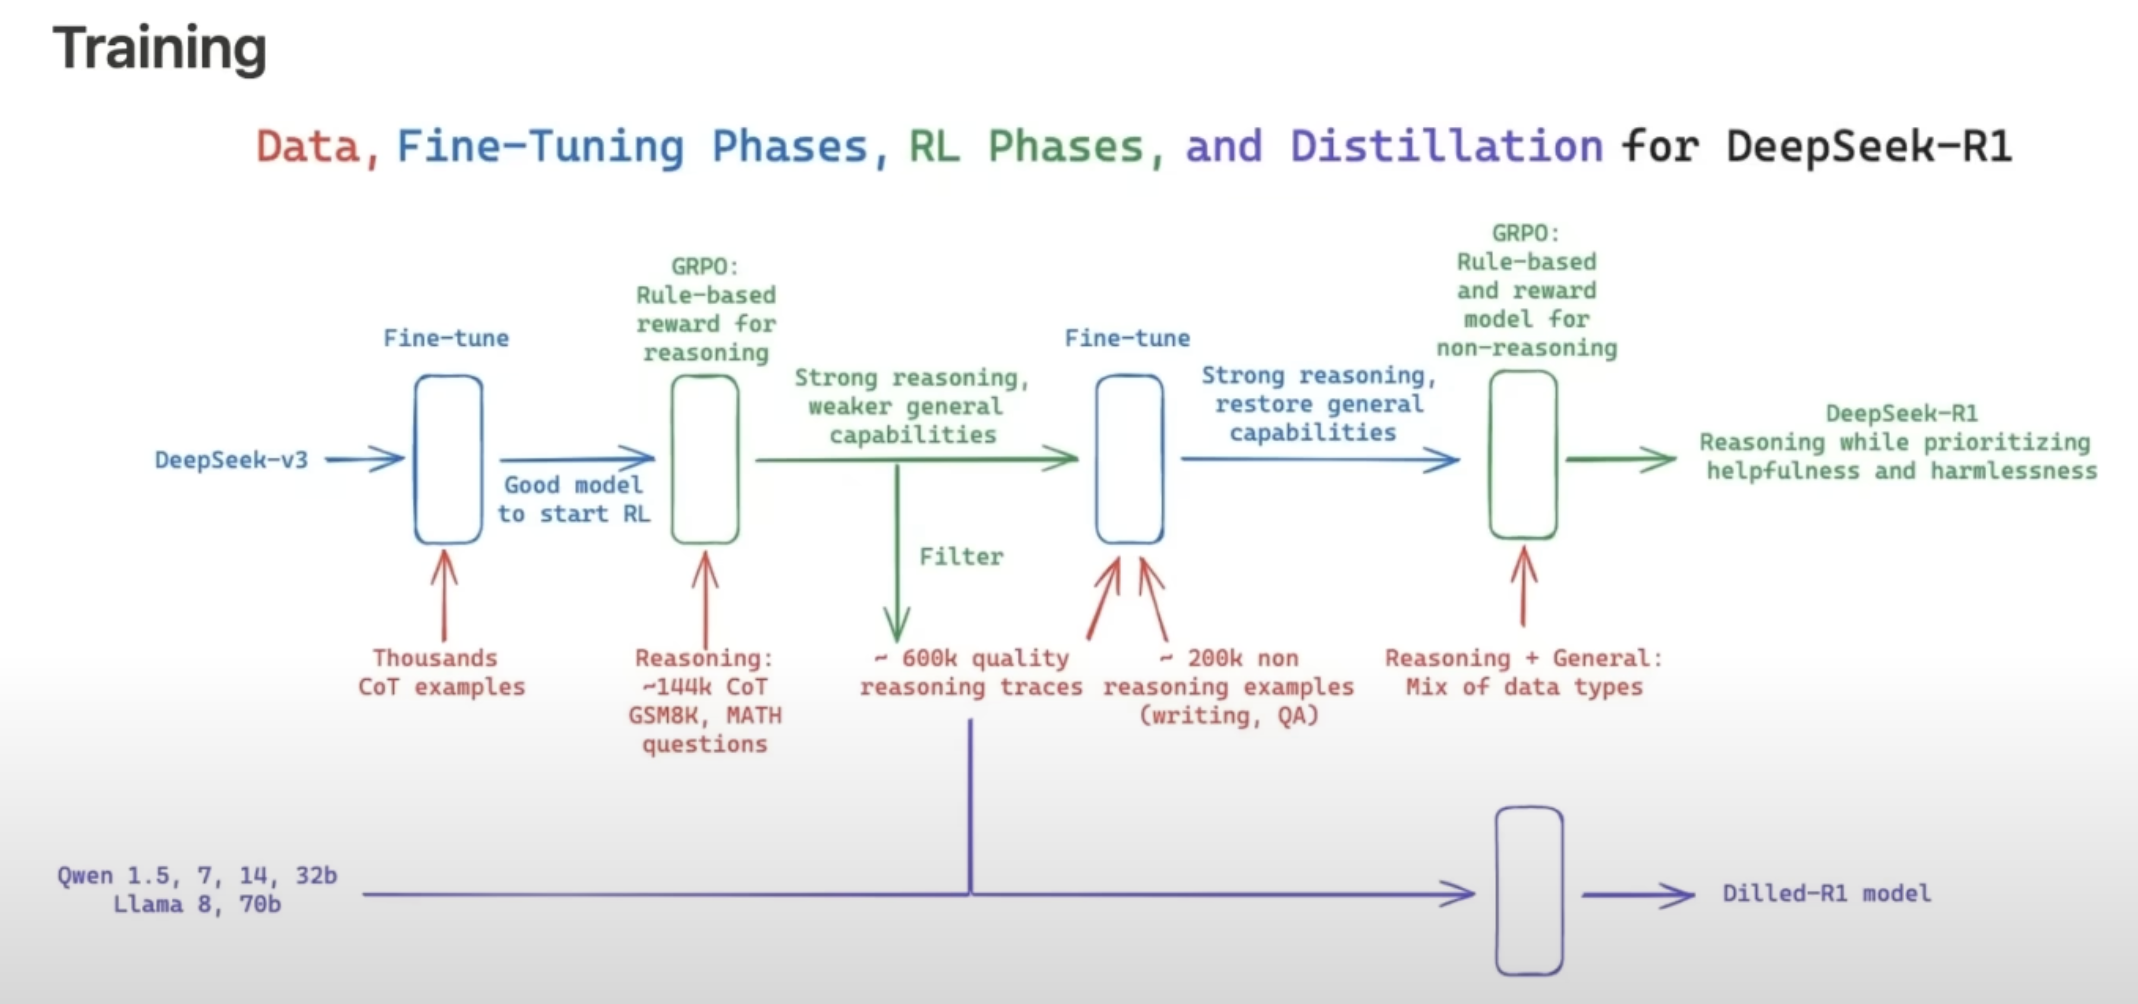 Training
Data, Fine-Tuning Phases, RL Phases, and Distillation for DeepSeek-R1
DeepSeek-v3
Fine-tune
Thousands
CoT examples
Good model
to start RL
GRPO:
Rule-based
reward for
reasoning
Reasoning:
~144k CoT
GSM8K, MATH
questions
Strong reasoning,
weaker general
capabilities
Filter
~ 600k quality
reasoning traces
Fine-tune
~ 200k non
reasoning examples
(writing, QA)
Strong reasoning,
restore general
capabilities
GRPO:
Rule-based
and reward
model for
non-reasoning
Reasoning + General:
Mix of data types
DeepSeek-R1
Reasoning while prioritizing
helpfulness and harmlessness
Qwen 1.5, 7, 14, 32b
Llama 8, 70b
Dilled-R1 model